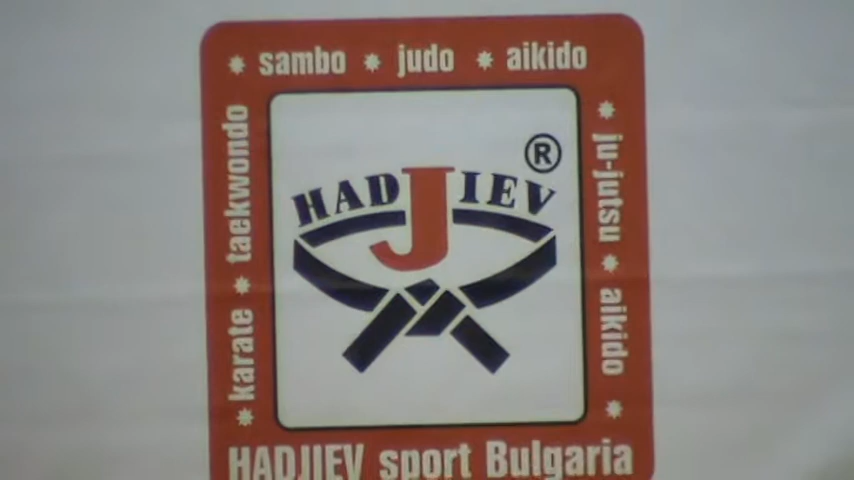 sambo * judo * aikido
karate * taekwondo
ju-jutsu * aikido
HADJIEV ®
HADJIEV sport Bulgaria